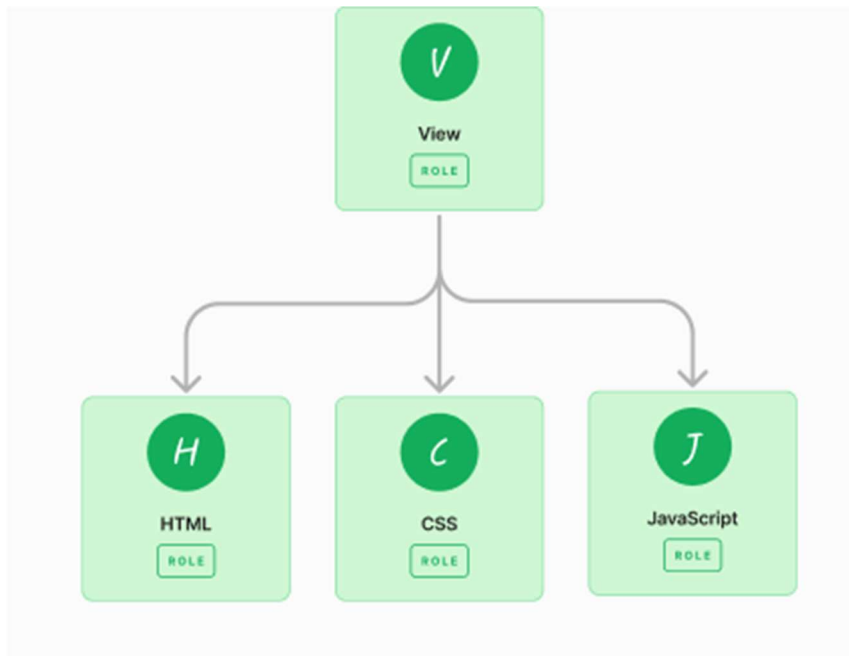 V
View
ROLE
H
HTML
ROLE
C
CSS
ROLE
J
JavaScript
ROLE